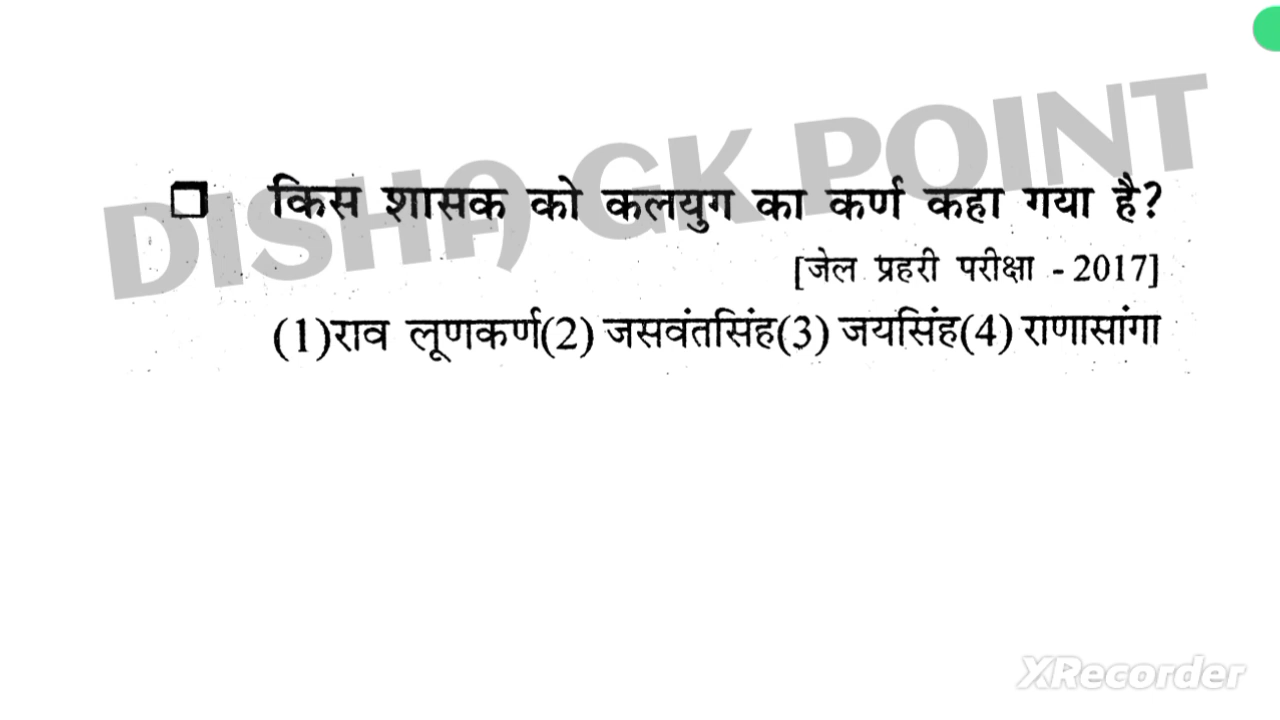 DISHA GK POINT
किस शासक को कलयुग का कर्ण कहा गया है?
[जेल प्रहरी परीक्षा - 2017]
(1)राव लूणकर्ण(2) जसवंतसिंह(3) जयसिंह(4) राणासांगा
XRecorder